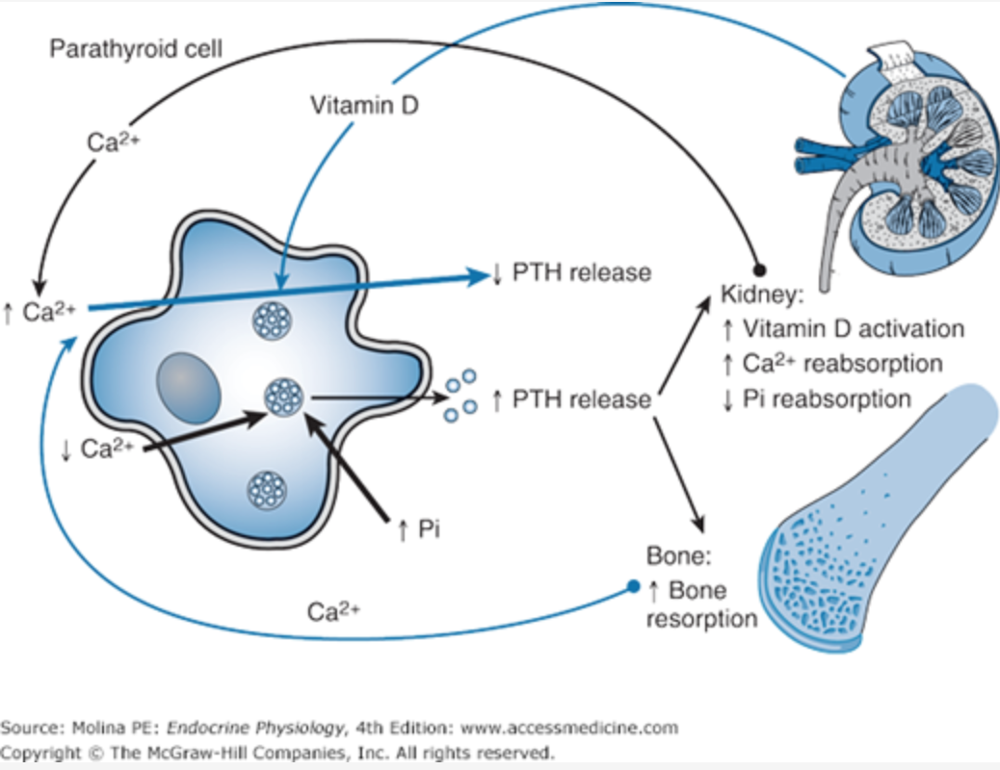 Parathyroid cell
Vitamin D
Ca²⁺
↓ PTH release
↑ Ca²⁺
Kidney:
↑ Vitamin D activation
↑ Ca²⁺ reabsorption
↓ Pi reabsorption
↑ PTH release
↓ Ca²⁺
↑ Pi
Bone:
↑ Bone
resorption
Ca²⁺
Source: Molina PE: Endocrine Physiology, 4th Edition: www.accessmedicine.com
Copyright © The McGraw-Hill Companies, Inc. All rights reserved.